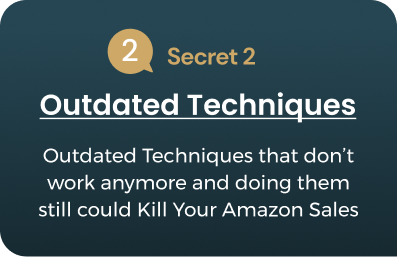 2 Secret 2
Outdated Techniques
Outdated Techniques that don’t
work anymore and doing them
still could Kill Your Amazon Sales